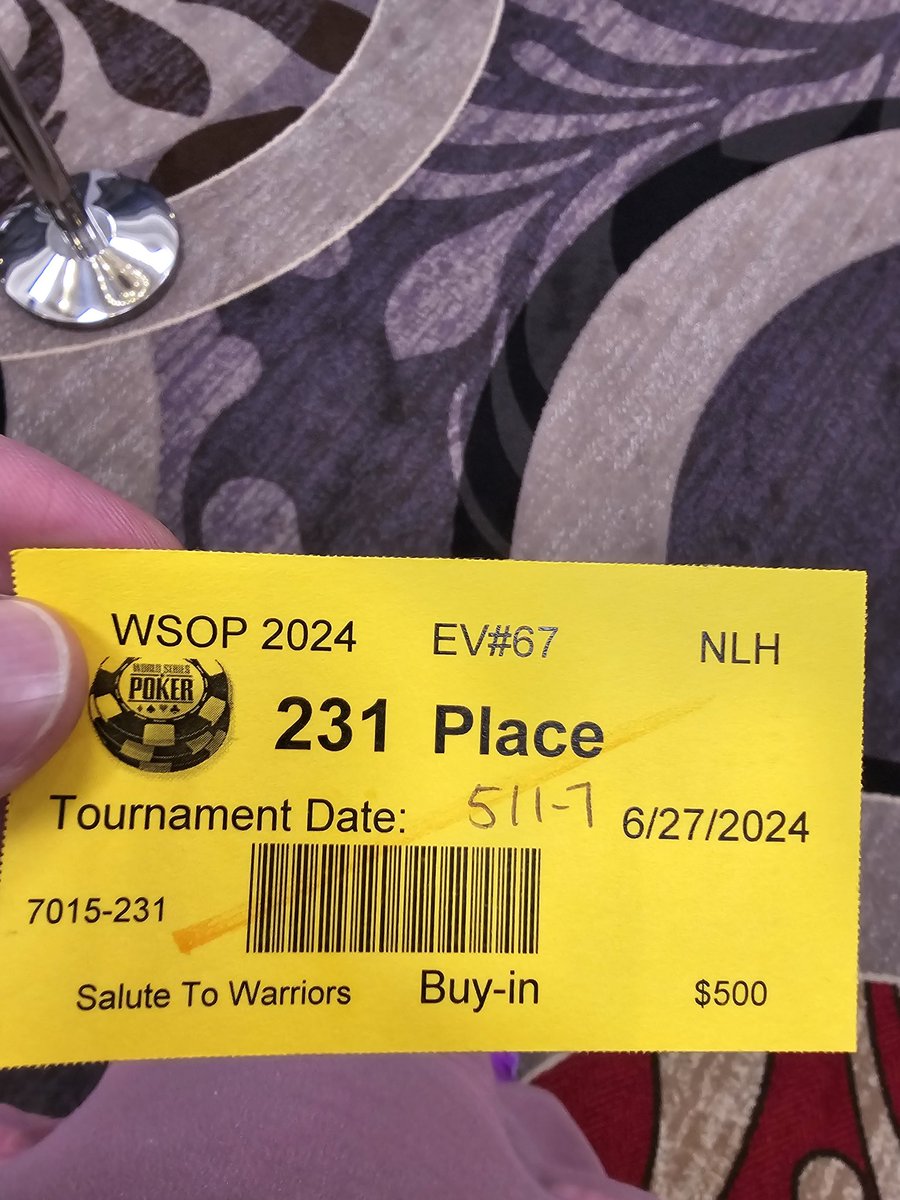 WSOP 2024 EV#67 NLH
WORLD SERIES
POKER
231 Place
Tournament Date: 511-7 6/27/2024
7015-231
Salute To Warriors Buy-in $500